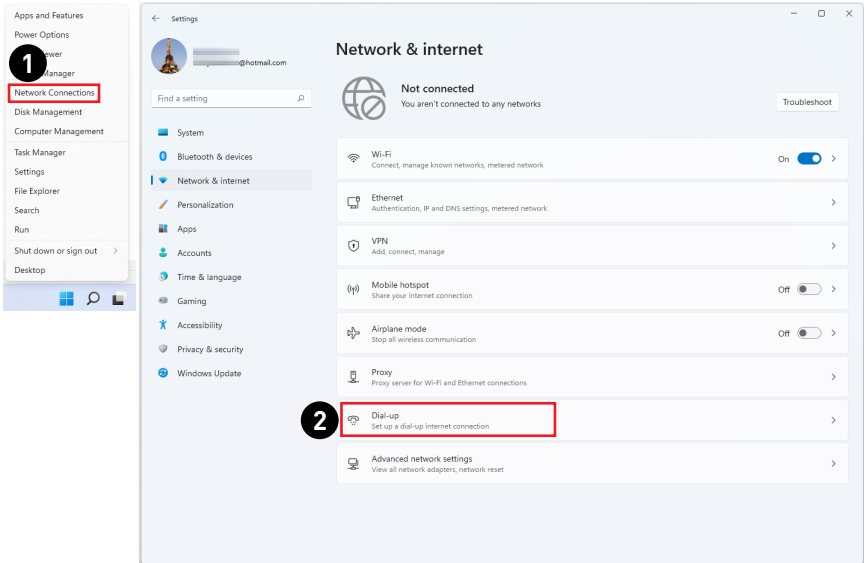 Apps and Features
Power Options
ewer
1
Manager
Network Connections
Disk Management
Computer Management
Task Manager
Settings
File Explorer
Search
Run
Shut down or sign out
Desktop
Settings
@hotmail.com
Find a setting
System
Bluetooth & devices
Network & internet
Personalization
Apps
Accounts
Time & language
Gaming
Accessibility
Privacy & security
Windows Update
Network & internet
Not connected
You aren't connected to any networks
Troubleshoot
Wi-Fi
Connect, manage known networks, metered network
On
Ethernet
Authentication, IP and DNS settings, metered network
VPN
Add, connect, manage
Mobile hotspot
Share your internet connection
Off
Airplane mode
Stop all wireless communication
Off
Proxy
Proxy server for Wi-Fi and Ethernet connections
2
Dial-up
Set up a dial-up internet connection
Advanced network settings
View all network adapters, network reset